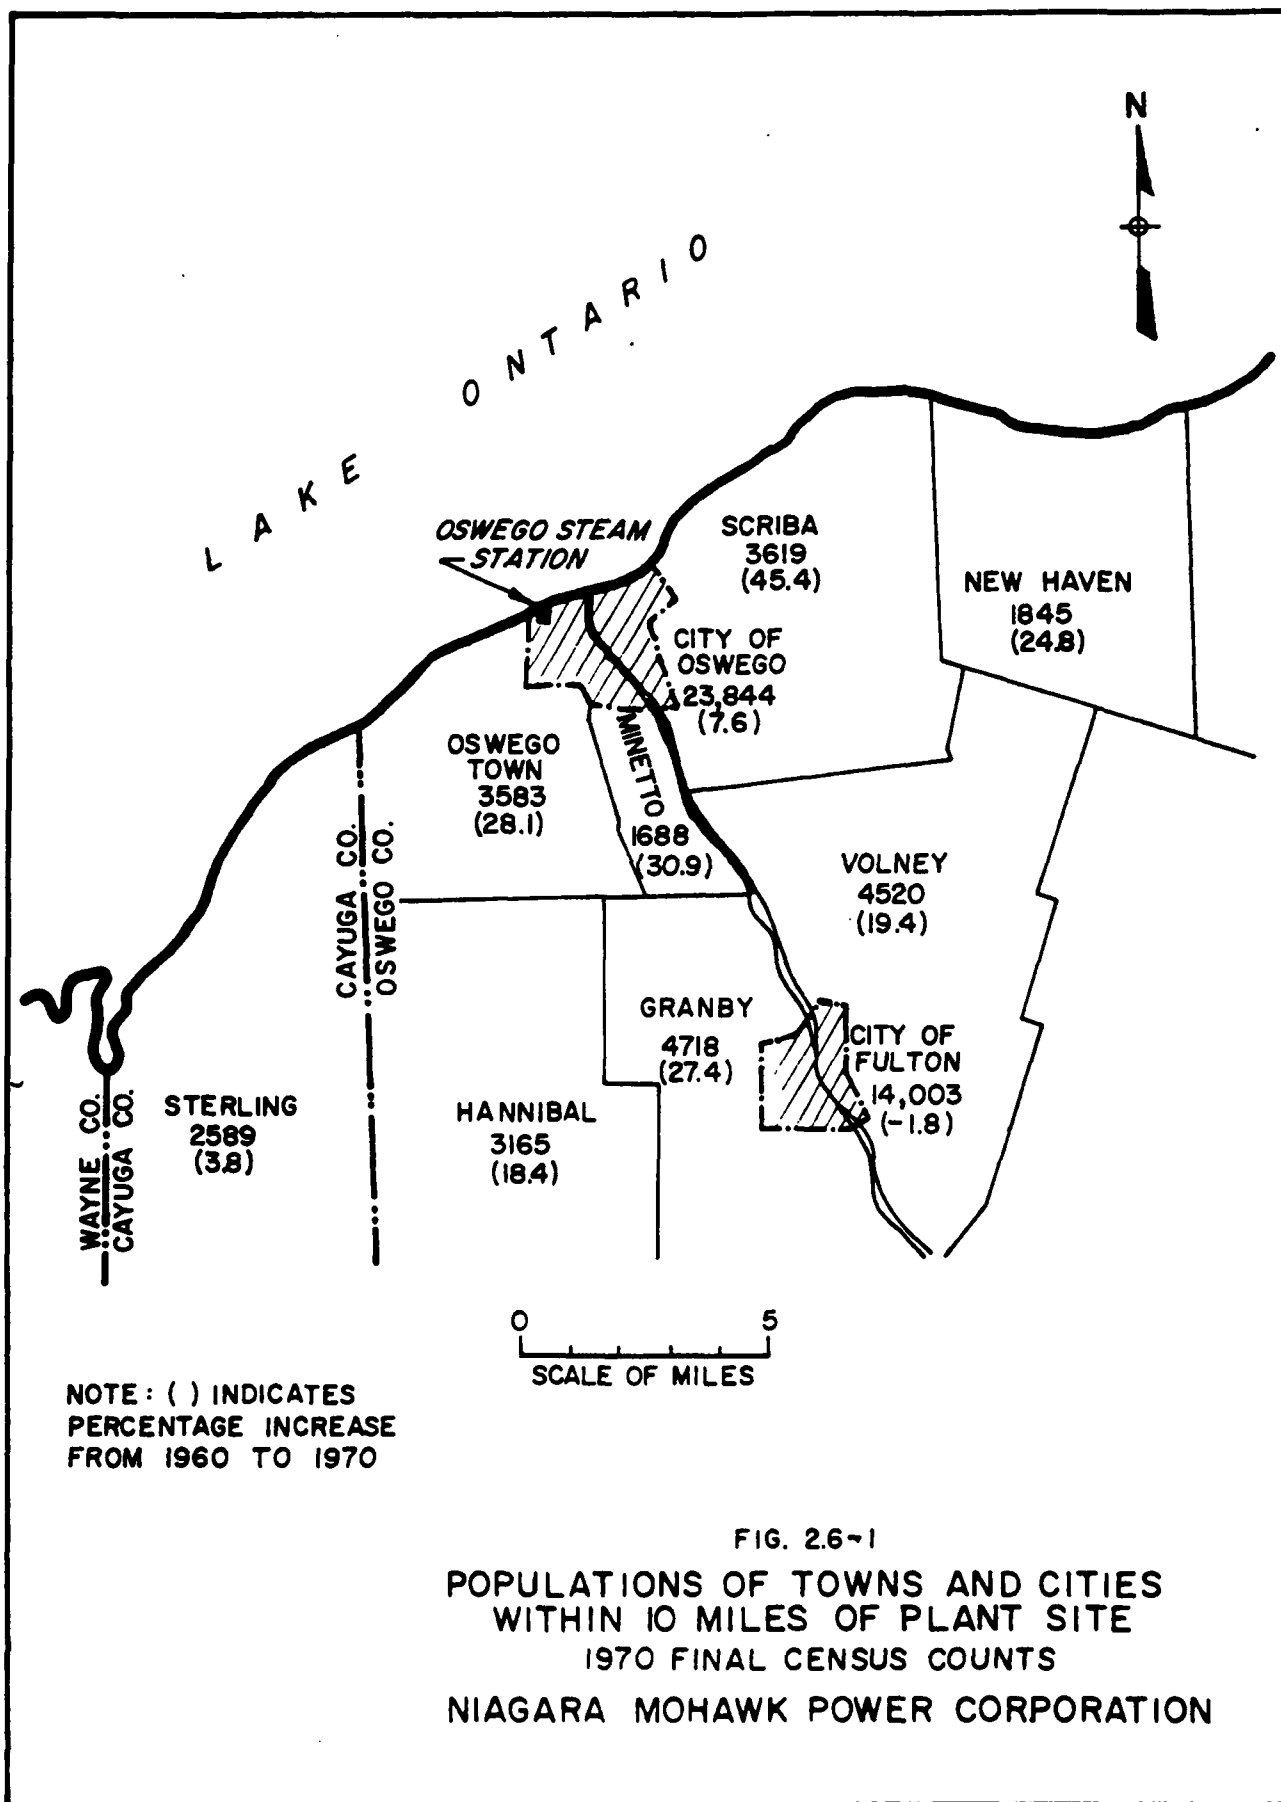 N
LAKE ONTARIO
OSWEGO STEAM
STATION
SCRIBA
3619
(45.4)
NEW HAVEN
1845
(24.8)
CITY OF
OSWEGO
23,844
(7.6)
OSWEGO
TOWN
3583
(28.1)
MINETTO
1688
(30.9)
VOLNEY
4520
(19.4)
CAYUGA CO.
OSWEGO CO.
GRANBY
4718
(27.4)
CITY OF
FULTON
14,003
(-1.8)
WAYNE CO.
CAYUGA CO.
STERLING
2589
(3.8)
HANNIBAL
3165
(18.4)
0 5
SCALE OF MILES
NOTE: ( ) INDICATES
PERCENTAGE INCREASE
FROM 1960 TO 1970
FIG. 2.6-1
POPULATIONS OF TOWNS AND CITIES
WITHIN 10 MILES OF PLANT SITE
1970 FINAL CENSUS COUNTS
NIAGARA MOHAWK POWER CORPORATION